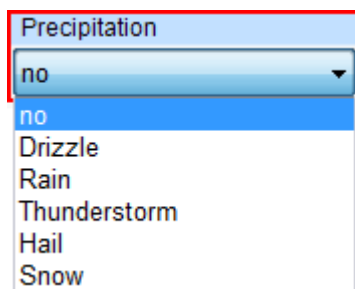 Precipitation
no
no
Drizzle
Rain
Thunderstorm
Hail
Snow